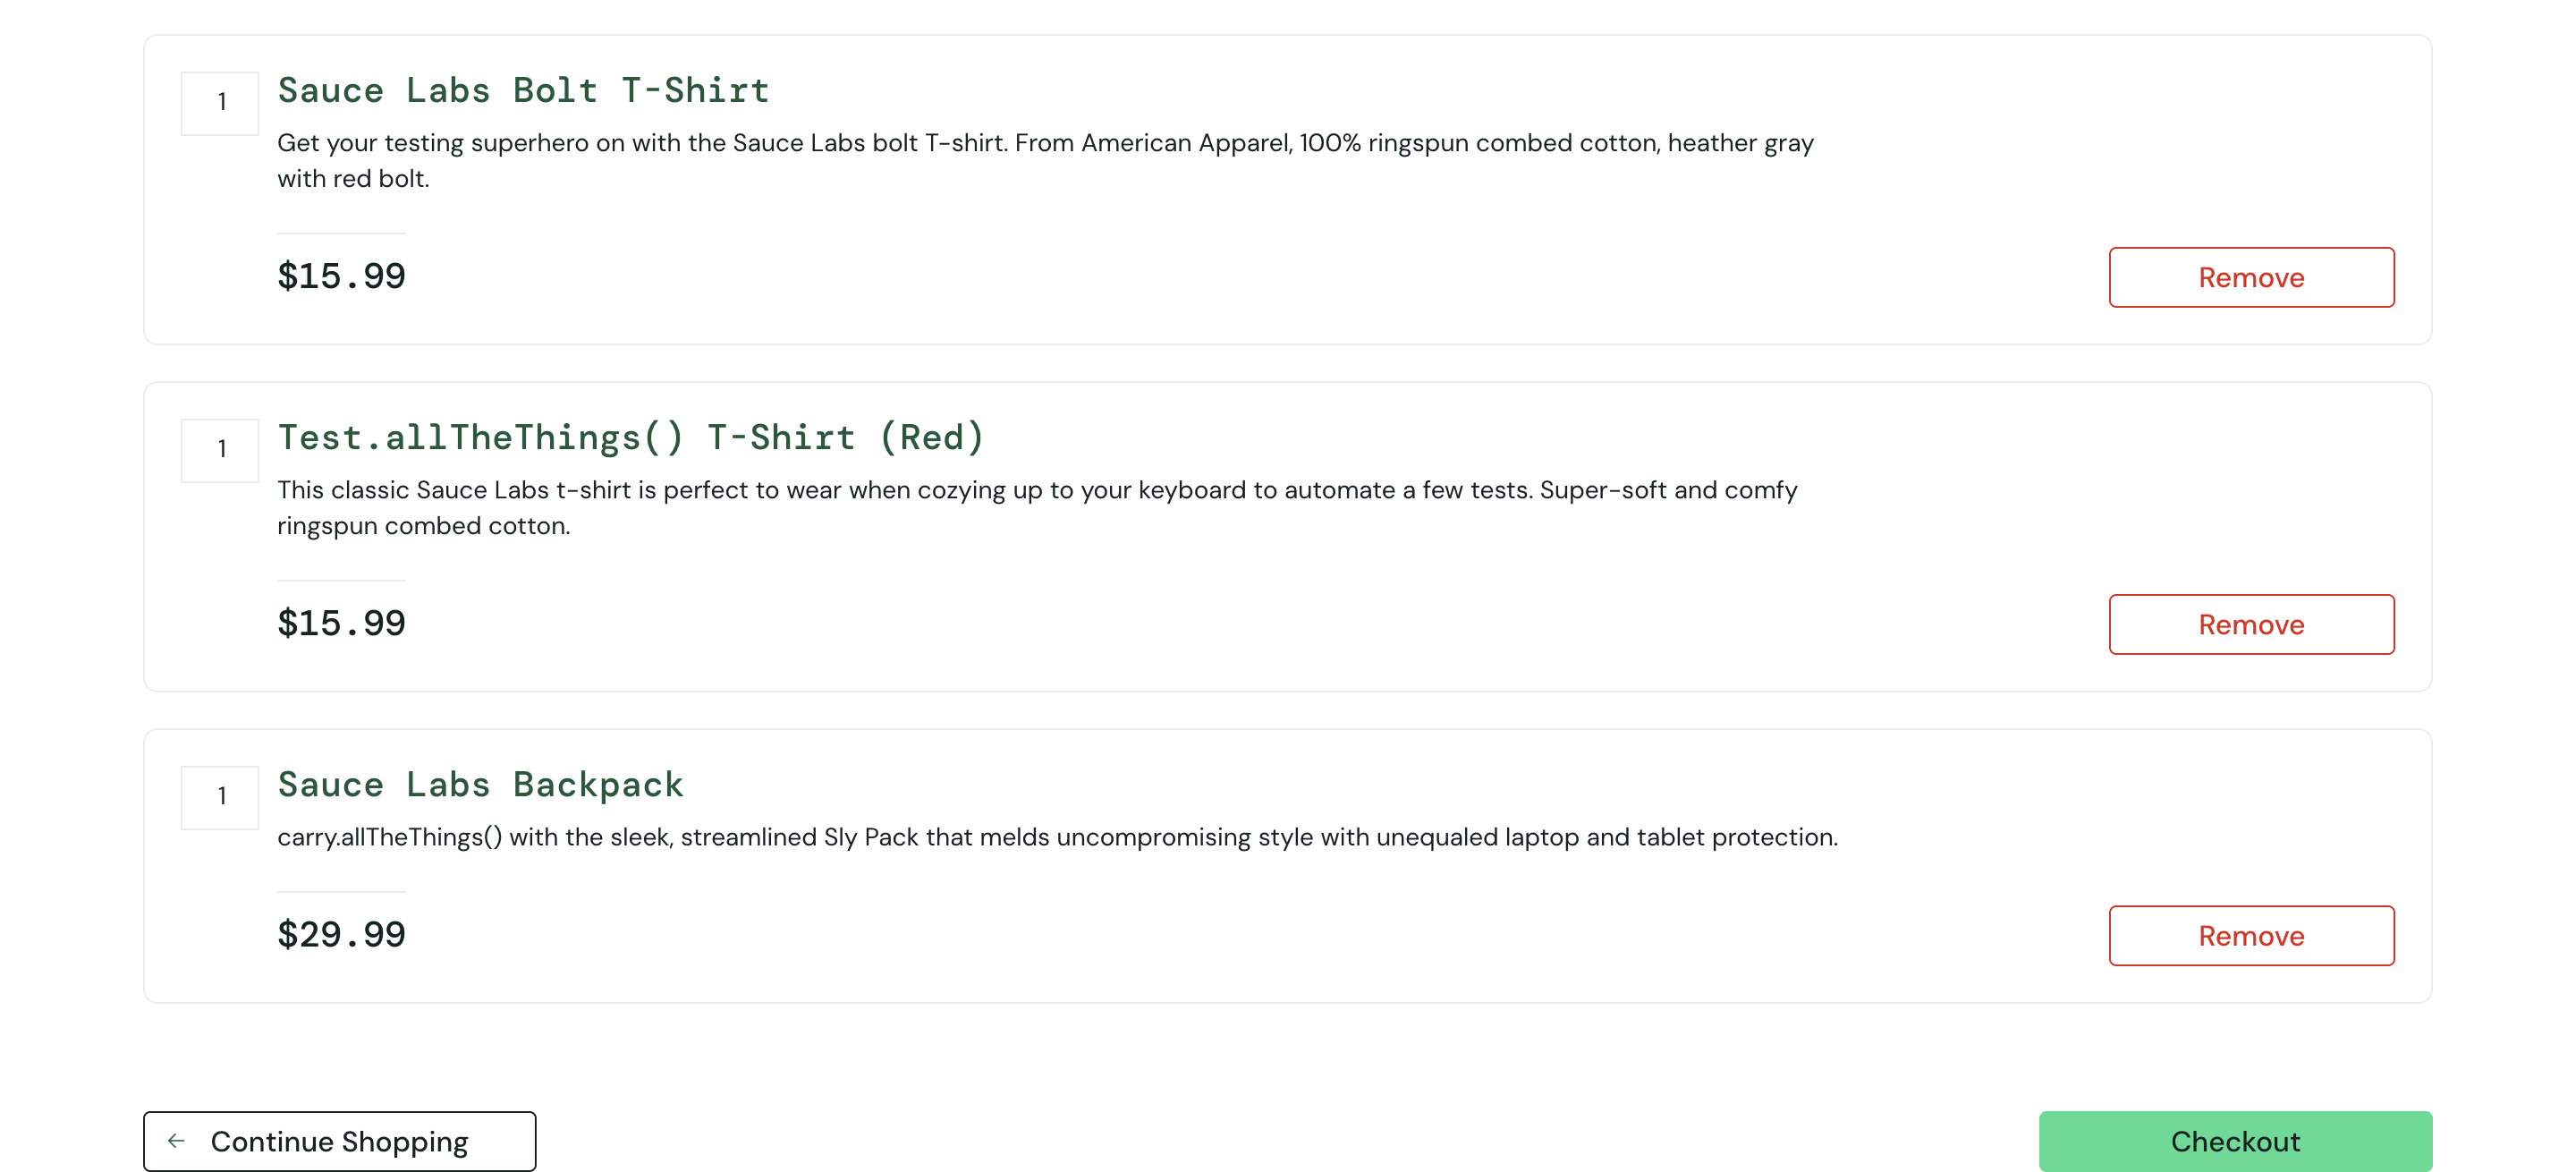 1
Sauce Labs Bolt T-Shirt
Get your testing superhero on with the Sauce Labs bolt T-shirt. From American Apparel, 100% ringspun combed cotton, heather gray
with red bolt.
$15.99
Remove
1
Test.allTheThings() T-Shirt (Red)
This classic Sauce Labs t-shirt is perfect to wear when cozying up to your keyboard to automate a few tests. Super-soft and comfy
ringspun combed cotton.
$15.99
Remove
1
Sauce Labs Backpack
carry.allTheThings() with the sleek, streamlined Sly Pack that melds uncompromising style with unequaled laptop and tablet protection.
$29.99
Remove
← Continue Shopping
Checkout